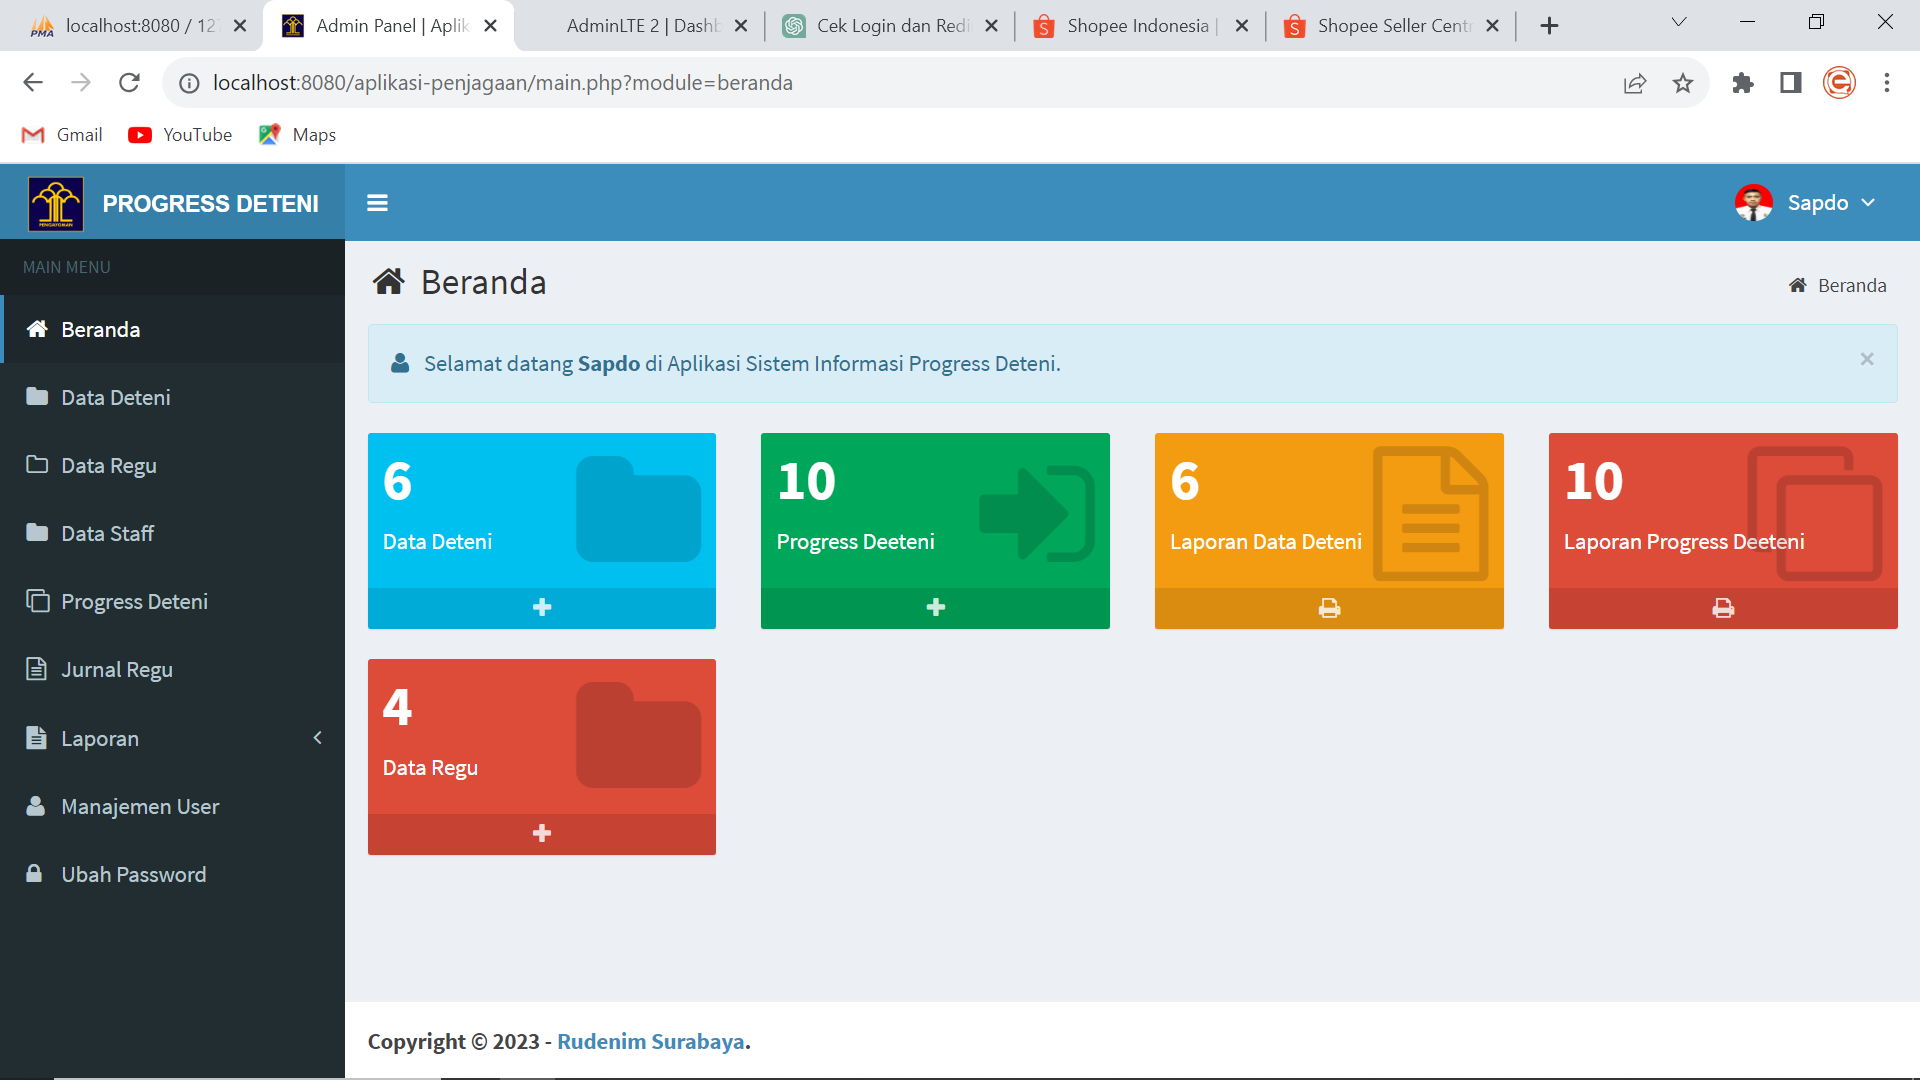 localhost:8080 / 127
Admin Panel | Aplik
AdminLTE 2 | Dashb
Cek Login dan Redi
Shopee Indonesia |
Shopee Seller Centr
localhost:8080/aplikasi-penjagaan/main.php?module=beranda
Gmail
YouTube
Maps
PROGRESS DETENI
Sapdo
MAIN MENU
Beranda
Data Deteni
Data Regu
Data Staff
Progress Deteni
Jurnal Regu
Laporan
Manajemen User
Ubah Password
Beranda
Beranda
Selamat datang Sapdo di Aplikasi Sistem Informasi Progress Deteni.
6
Data Deteni
10
Progress Deeteni
6
Laporan Data Deteni
10
Laporan Progress Deeteni
4
Data Regu
Copyright © 2023 - Rudenim Surabaya.